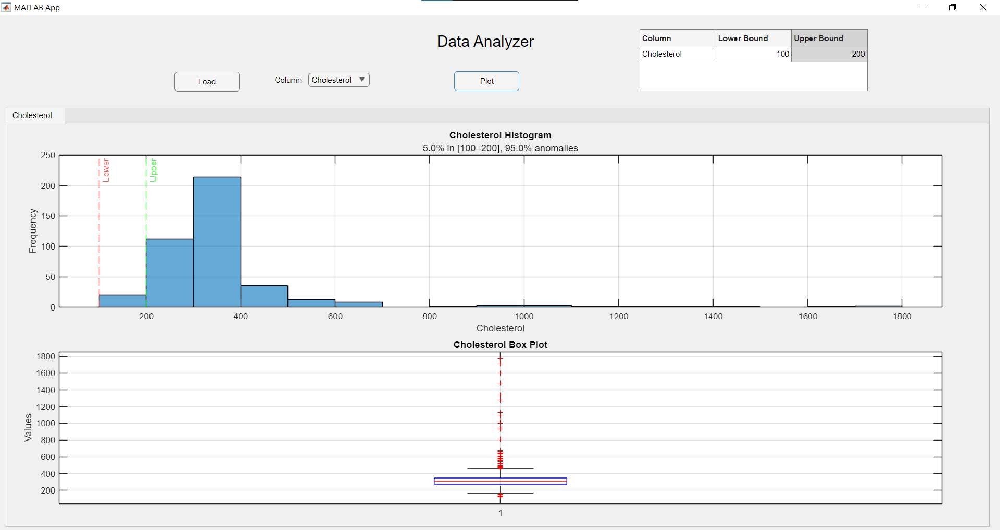 MATLAB App
Data Analyzer
Column Lower Bound Upper Bound
Cholesterol 100 200
Load
Column Cholesterol
Plot
Cholesterol
Cholesterol Histogram
5.0% in [100–200], 95.0% anomalies
Lower
Upper
250
200
150
100
50
0
Frequency
200 400 600 800 1000 1200 1400 1600 1800
Cholesterol
Cholesterol Box Plot
1800
1600
1400
1200
1000
800
600
400
200
Values
1